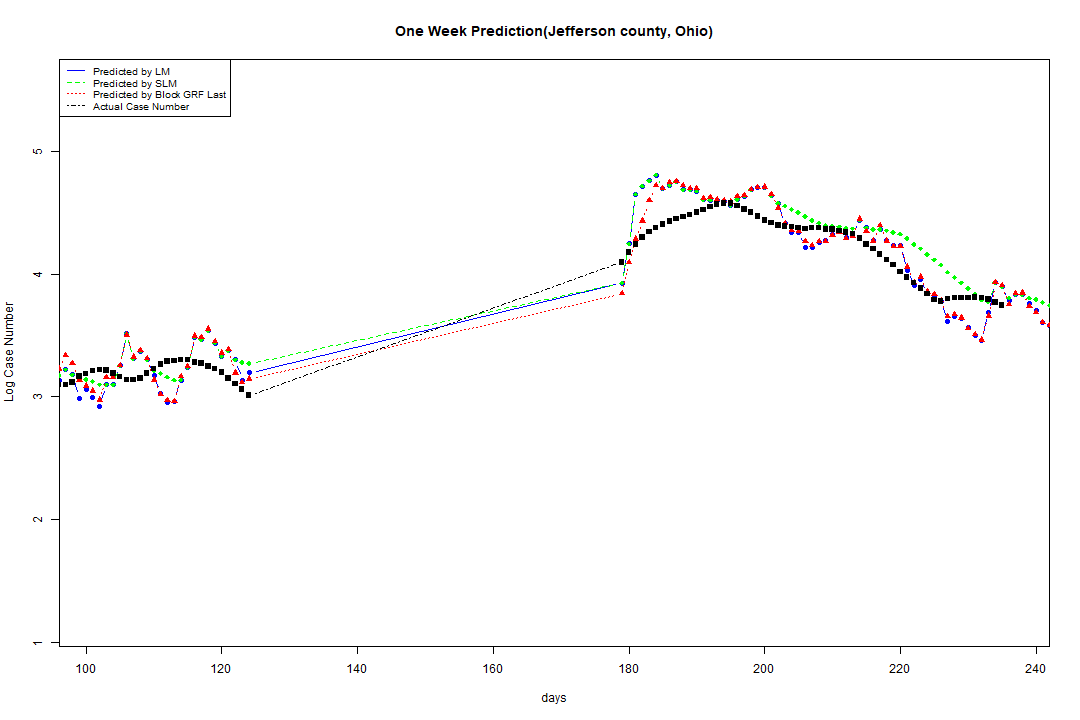 One Week Prediction(Jefferson county, Ohio)
Predicted by LM
Predicted by SLM
Predicted by Block GRF Last
Actual Case Number
5
4
3
2
1
Log Case Number
100 120 140 160 180 200 220 240
days